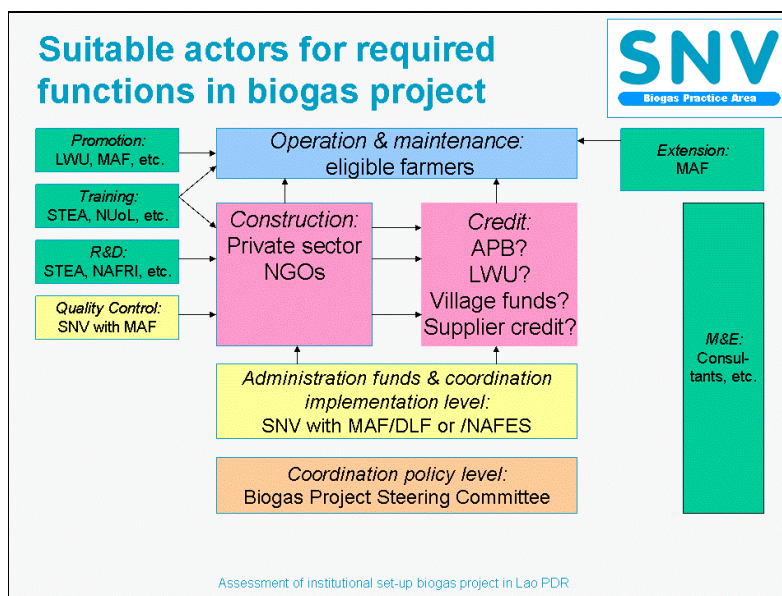 Suitable actors for required
functions in biogas project
SNV
Biogas Practice Area
Promotion:
LWU, MAF, etc.
Operation & maintenance:
eligible farmers
Extension:
MAF
Training:
STEA, NUoL, etc.
R&D:
STEA, NAFRI, etc.
Quality Control:
SNV with MAF
Construction:
Private sector
NGOs
Credit:
APB?
LWU?
Village funds?
Supplier credit?
M&E:
Consul-
tants, etc.
Administration funds & coordination
implementation level:
SNV with MAF/DLF or /NAFES
Coordination policy level:
Biogas Project Steering Committee
Assessment of institutional set-up biogas project in Lao PDR